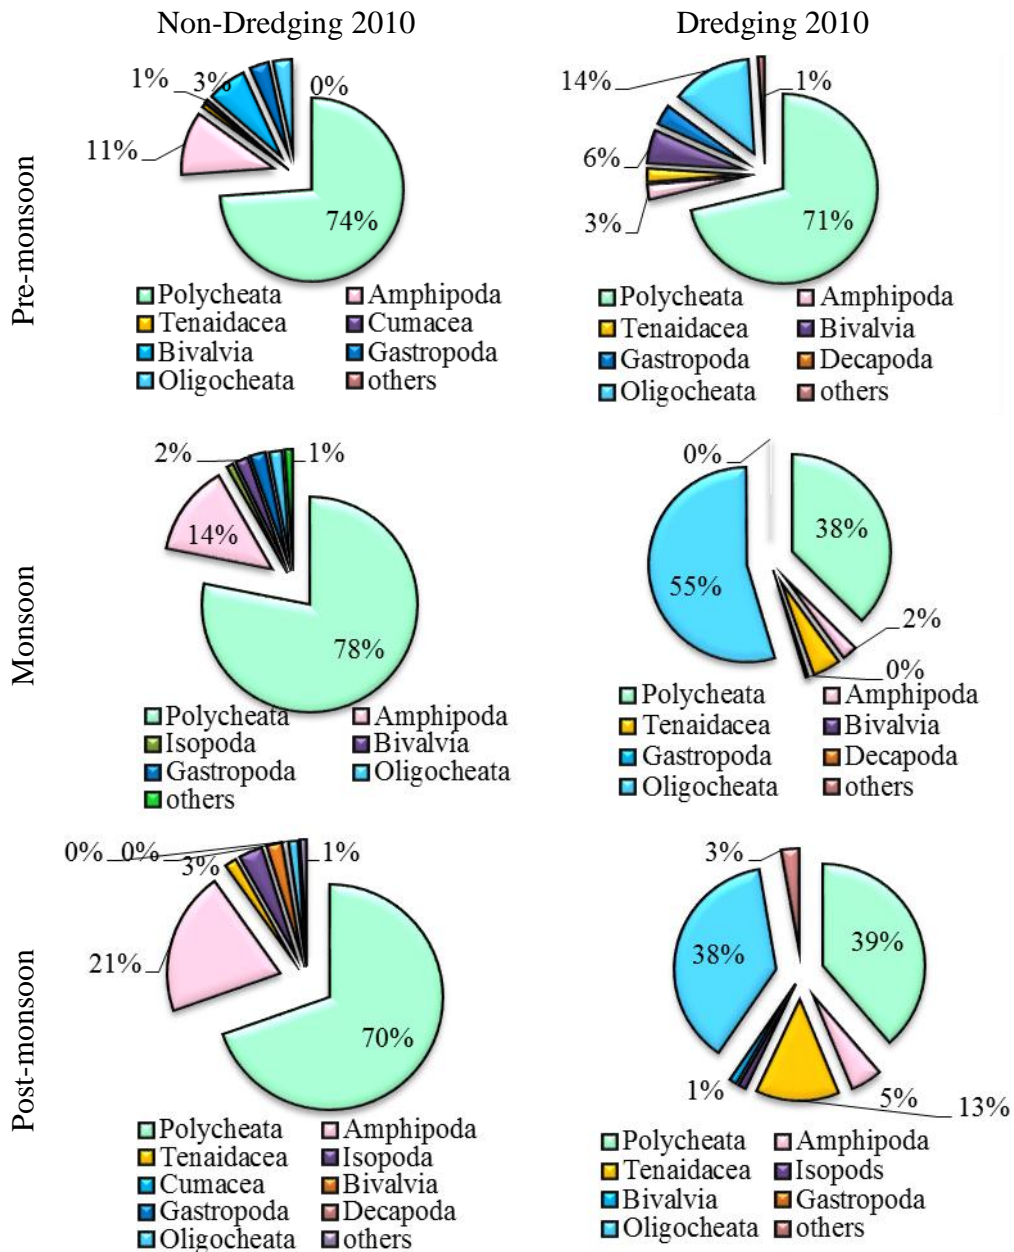 Non-Dredging 2010
Dredging 2010
Pre-monsoon
1%
3%
0%
11%
74%
Polycheata
Amphipoda
Tenaidacea
Cumacea
Bivalvia
Gastropoda
Oligocheata
others
14%
1%
6%
3%
71%
Polycheata
Amphipoda
Tenaidacea
Bivalvia
Gastropoda
Decapoda
Oligocheata
others
Monsoon
2%
1%
14%
78%
Polycheata
Amphipoda
Isopoda
Bivalvia
Gastropoda
Oligocheata
others
0%
38%
55%
2%
0%
Polycheata
Amphipoda
Tenaidacea
Bivalvia
Gastropoda
Decapoda
Oligocheata
others
Post-monsoon
0%
0%
3%
1%
21%
70%
Polycheata
Amphipoda
Tenaidacea
Isopoda
Cumacea
Bivalvia
Gastropoda
Decapoda
Oligocheata
others
3%
39%
38%
1%
5%
13%
Polycheata
Amphipoda
Tenaidacea
Isopods
Bivalvia
Gastropoda
Oligocheata
others